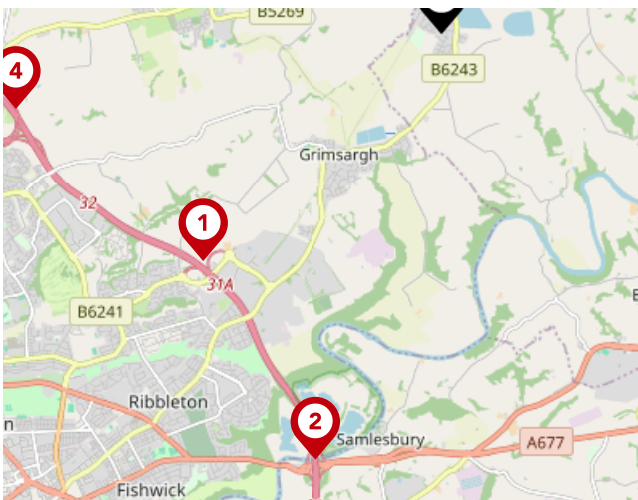 B5269
4
B6243
Grimsargh
32
1
31A
B6241
Ribbleton
n
2
Samlesbury
A677
Fishwick
E